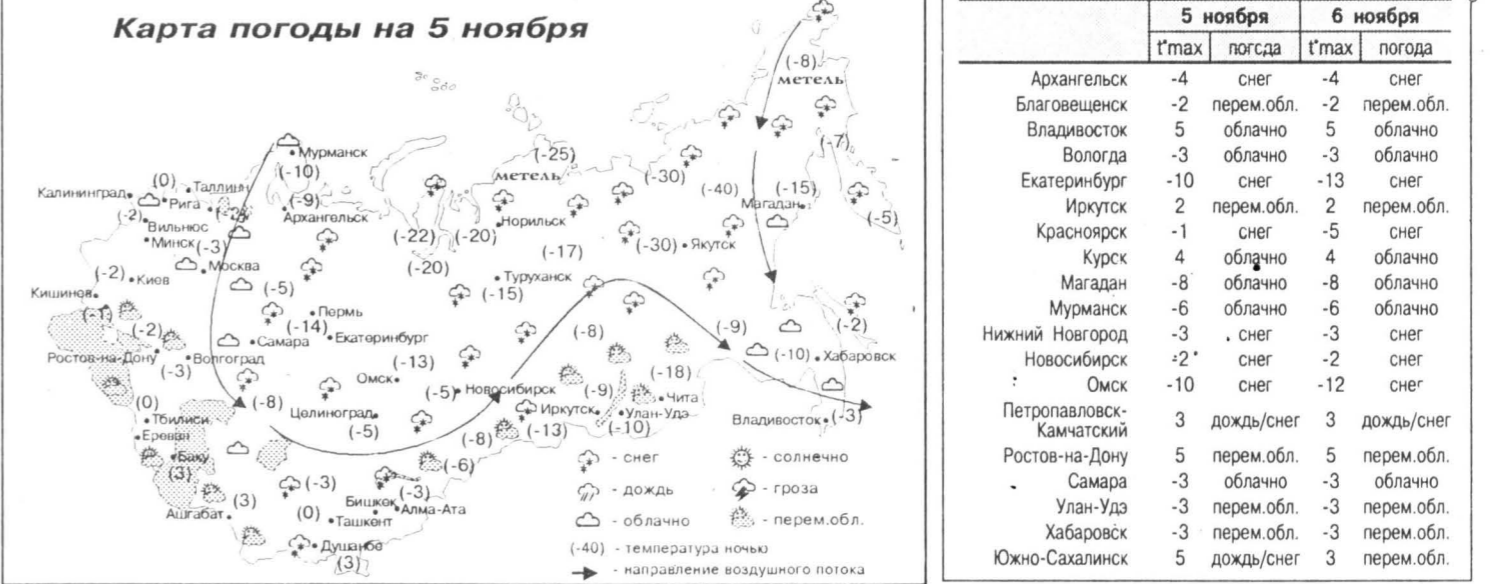 Карта погоды на 5 ноября
(-8)
метель
(-7)
Мурманск
(-10)
(-25)
метель
(-30)
(-40)
(-15)
Магадан
(-5)
(0)
Таллинн
Калининград
Рига
(-2)
(-9)
Архангельск
Норильск
(-2)
Вильнюс
Минск
(-3)
(-22)
(-20)
(-20)
(-17)
(-30)
Якутск
Москва
(-2)
Киев
(-5)
Туруханск
(-15)
Кишинев
(-1)
Пермь
(-14)
Екатеринбург
(-2)
(-8)
(-9)
(-2)
Самара
Ростов-на-Дону
Волгоград
(-3)
(-13)
(-10)
Хабаровск
Омск
(-5)
Новосибирск
(-9)
(-18)
Чита
(0)
(-8)
Целиноград
(-5)
Иркутск
Улан-Удэ
Тбилиси
(-13)
(-10)
Владивосток
(-3)
Ереван
(-8)
Баку
(3)
(-6)
(-3)
(-3)
Бишкек
Алма-Ата
Ашгабат
(3)
(0)
Ташкент
Душанбе
(3)
- снег
- солнечно
- дождь
- гроза
- облачно
- перем.обл.
(-40) - температура ночью
- направление воздушного потока
5 ноября 6 ноября
t°max погода t°max погода
Архангельск -4 снег -4 снег
Благовещенск -2 перем.обл. -2 перем.обл.
Владивосток 5 облачно 5 облачно
Вологда -3 облачно -3 облачно
Екатеринбург -10 снег -13 снег
Иркутск 2 перем.обл. 2 перем.обл.
Красноярск -1 снег -5 снег
Курск 4 облачно 4 облачно
Магадан -8 облачно -8 облачно
Мурманск -6 облачно -6 облачно
Нижний Новгород -3 снег -3 снег
Новосибирск -2 снег -2 снег
Омск -10 снег -12 снег
Петропавловск-
Камчатский 3 дождь/снег 3 дождь/снег
Ростов-на-Дону 5 перем.обл. 5 перем.обл.
Самара -3 облачно -3 облачно
Улан-Удэ -3 перем.обл. -3 перем.обл.
Хабаровск -3 перем.обл. -3 перем.обл.
Южно-Сахалинск 5 дождь/снег 3 перем.обл.